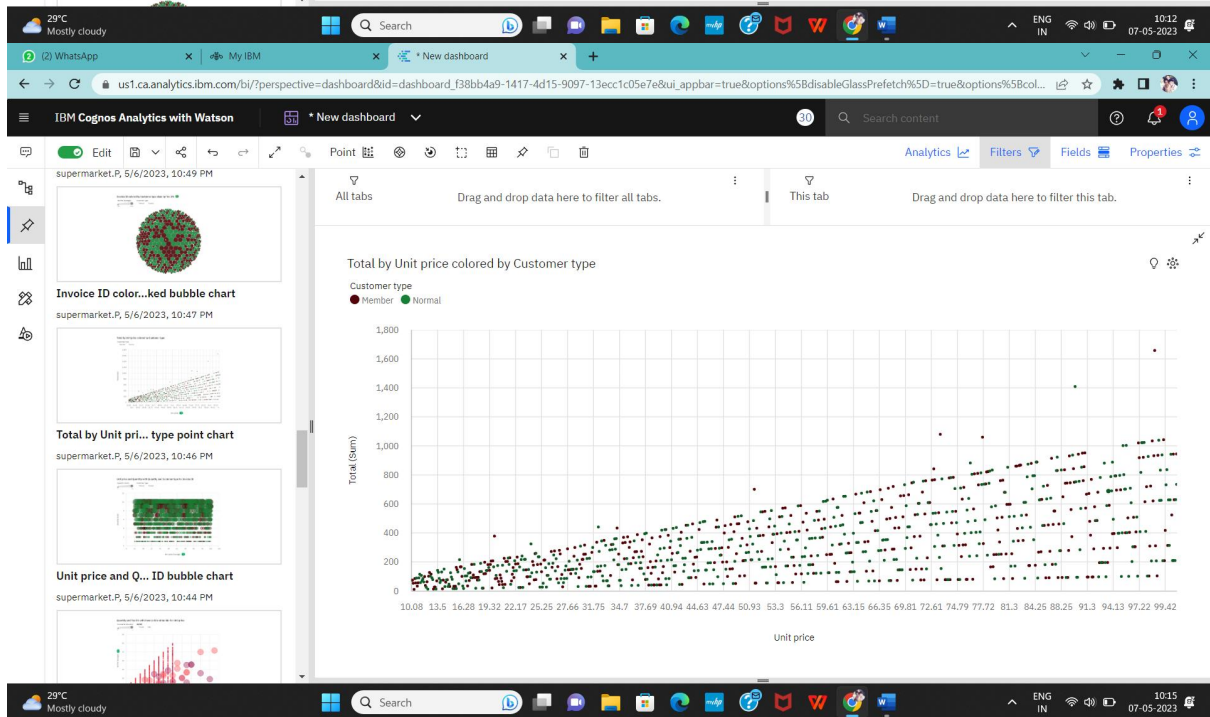 29°C
Mostly cloudy
Search
ENG
IN
10:12
07-05-2023
(2) WhatsApp
My IBM
* New dashboard
us1.ca.analytics.ibm.com/bi/?perspective=dashboard&id=dashboard_f38bb4a9-1417-4d15-9097-13ecc1c05e7e&ui_appbar=true&options%5BdisableGlassPrefetch%5D=true&options%5Bcol...
IBM Cognos Analytics with Watson
* New dashboard
30
Search content
1
Edit
Point
Analytics
Filters
Fields
Properties
supermarket.P, 5/6/2023, 10:49 PM
Invoice ID color...ked bubble chart
supermarket.P, 5/6/2023, 10:47 PM
Total by Unit pri... type point chart
supermarket.P, 5/6/2023, 10:46 PM
Unit price and Q... ID bubble chart
supermarket.P, 5/6/2023, 10:44 PM
All tabs
Drag and drop data here to filter all tabs.
This tab
Drag and drop data here to filter this tab.
Total by Unit price colored by Customer type
Customer type
Member Normal
1,800
1,600
1,400
1,200
1,000
800
600
400
200
0
Total (Sum)
10.08 13.5 16.28 19.32 22.17 25.25 27.66 31.75 34.7 37.69 40.94 44.63 47.44 50.93 53.3 56.11 59.61 63.15 66.35 69.81 72.61 74.79 77.72 81.3 84.25 88.25 91.3 94.13 97.22 99.42
Unit price
29°C
Mostly cloudy
Search
ENG
IN
10:15
07-05-2023